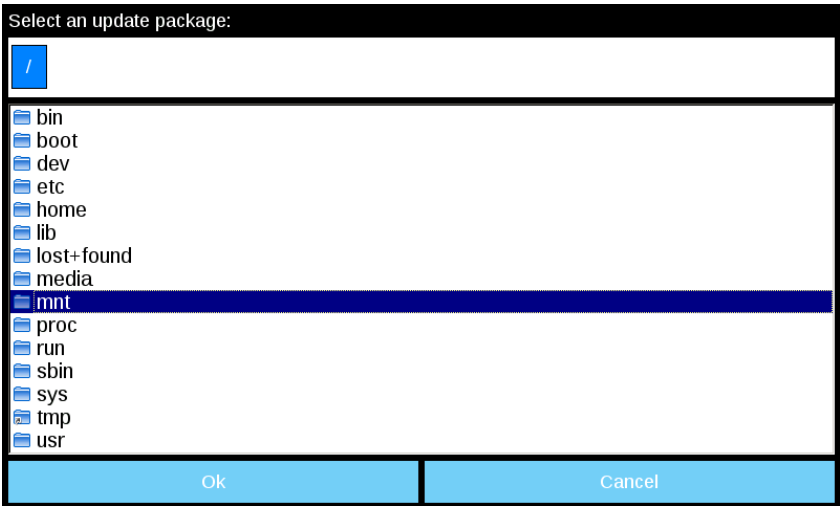 Select an update package:
/
bin
boot
dev
etc
home
lib
lost+found
media
mnt
proc
run
sbin
sys
tmp
usr
Ok Cancel